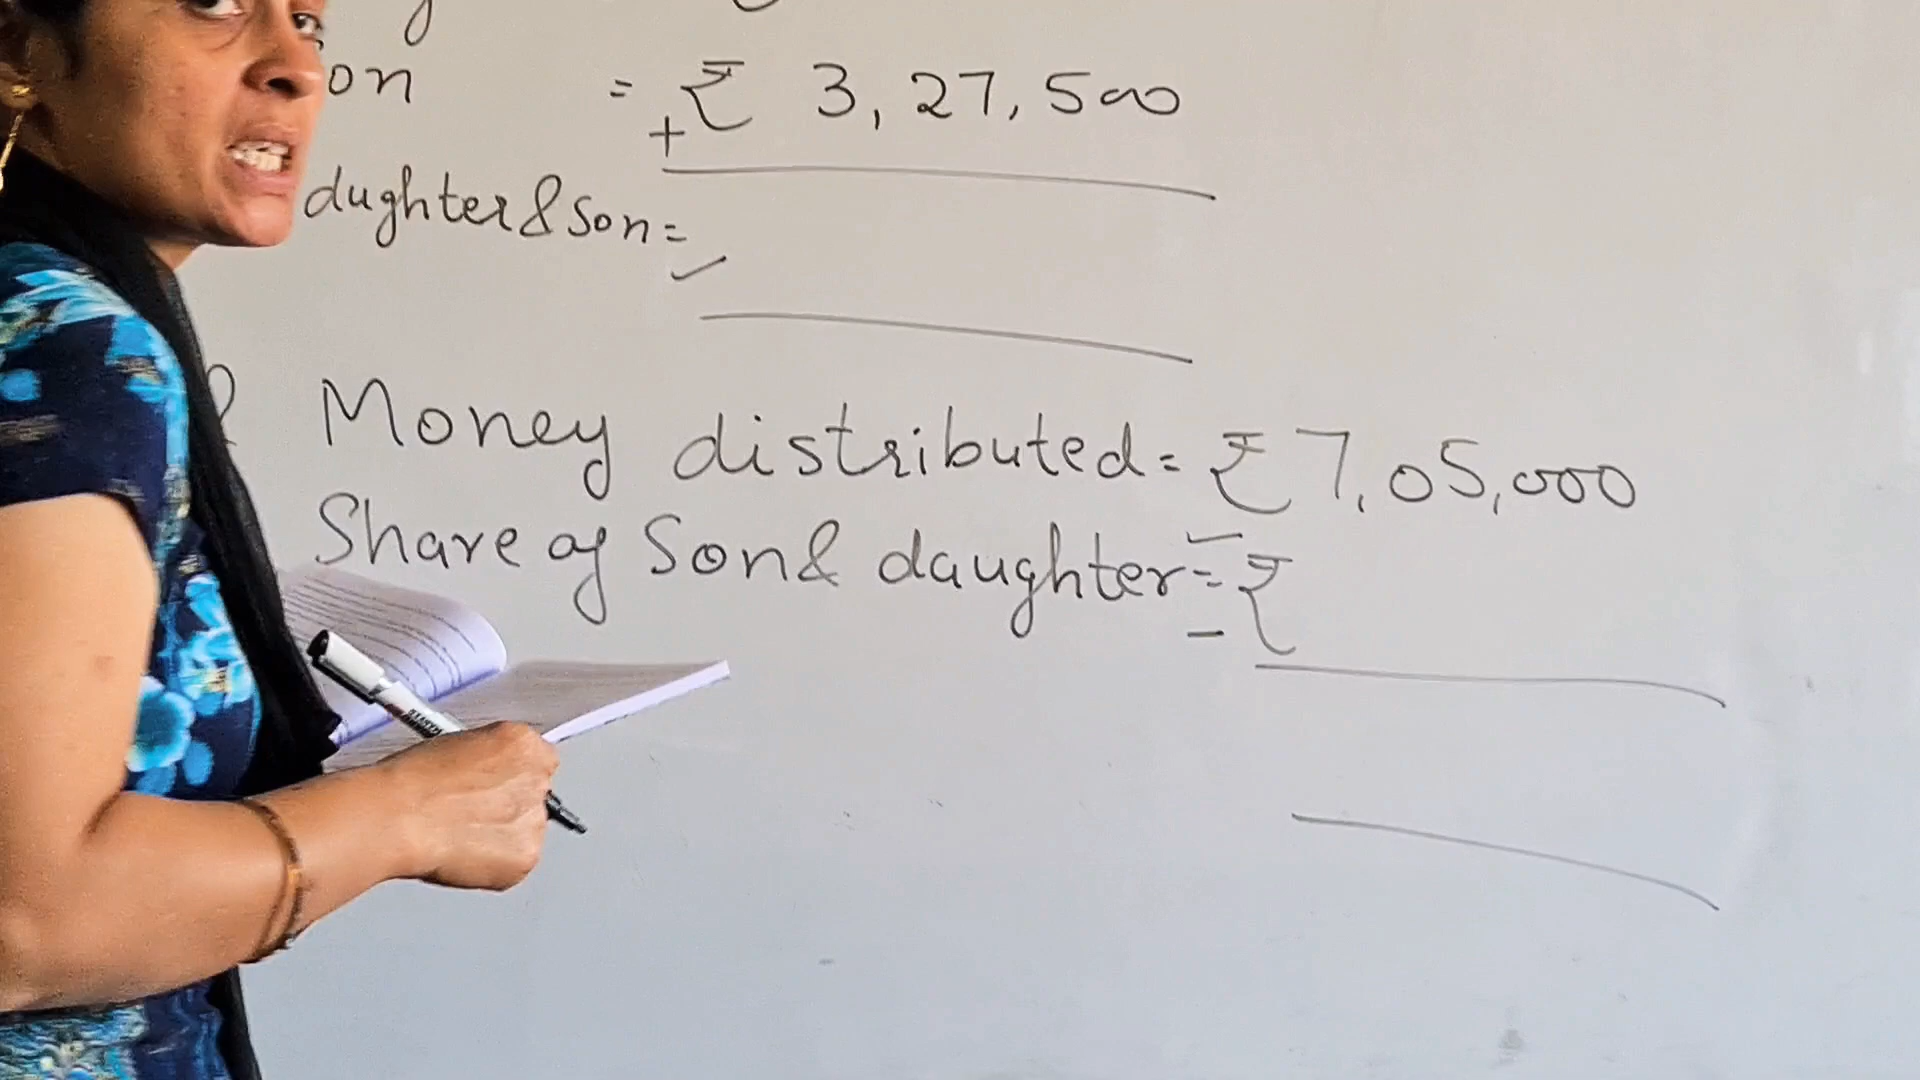 on = ₹ 3,27,500
+
dughter & son =
Money distributed = ₹ 7,05,000
Share of Son & daughter = ₹
-